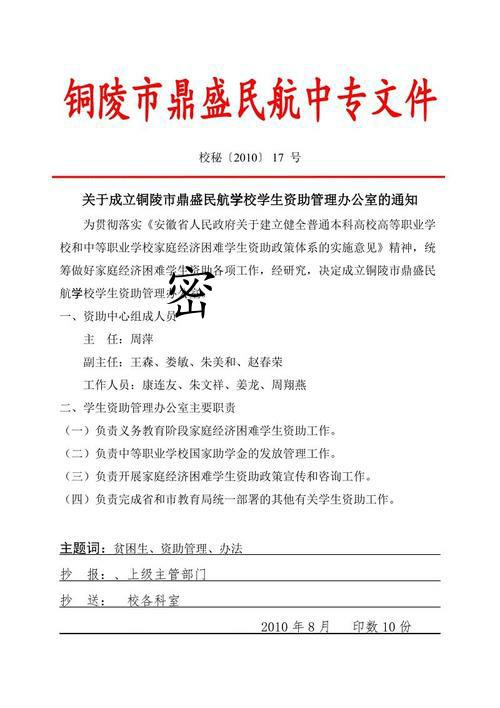 铜陵市鼎盛民航中专文件
校秘〔2010〕 17 号
关于成立铜陵市鼎盛民航学校学生资助管理办公室的通知
为贯彻落实《安徽省人民政府关于建立健全普通本科高校高等职业学
校和中等职业学校家庭经济困难学生资助政策体系的实施意见》精神，统
筹做好家庭经济困难学生资助各项工作，经研究，决定成立铜陵市鼎盛民
航学校学生资助管理办
密
一、资助中心组成人员
主　任：周萍
副主任：王森、娄敏、朱美和、赵春荣
工作人员：康连友、朱文祥、姜龙、周翔燕
二、学生资助管理办公室主要职责
（一）负责义务教育阶段家庭经济困难学生资助工作。
（二）负责中等职业学校国家助学金的发放管理工作。
（三）负责开展家庭经济困难学生资助政策宣传和咨询工作。
（四）负责完成省和市教育局统一部署的其他有关学生资助工作。
主题词：贫困生、资助管理、办法
抄　报：、上级主管部门
抄　送：　校各科室
2010 年 8 月　印数 10 份